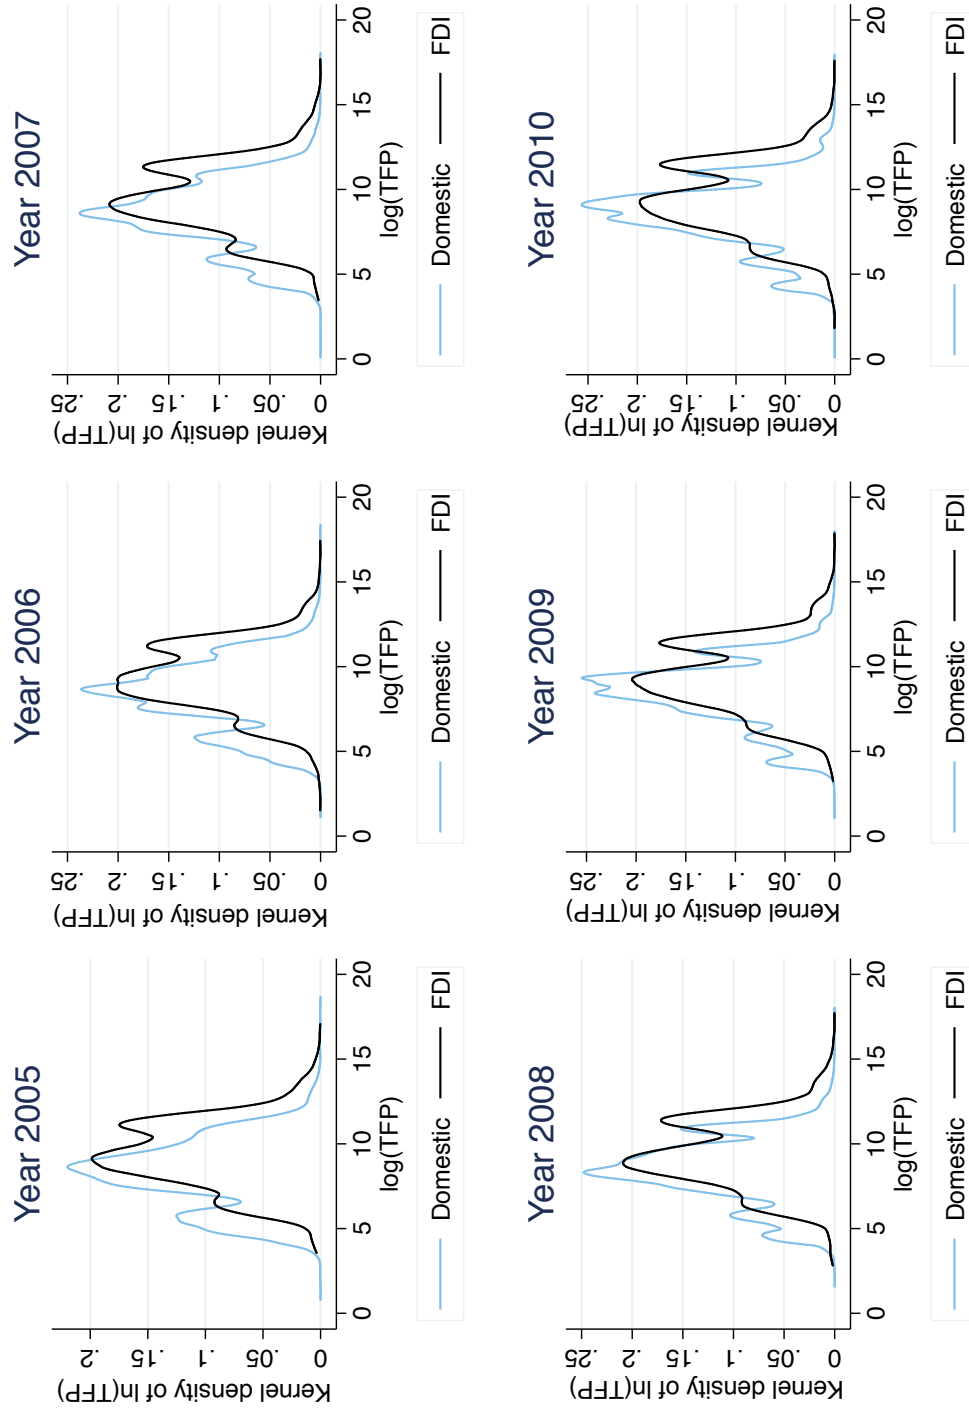 Year 2005
Kernel density of ln(TFP)
.2
.15
.1
.05
0
0 5 10 15 20
log(TFP)
Domestic FDI
Year 2006
Kernel density of ln(TFP)
.25
.2
.15
.1
.05
0
0 5 10 15 20
log(TFP)
Domestic FDI
Year 2007
Kernel density of ln(TFP)
.25
.2
.15
.1
.05
0
0 5 10 15 20
log(TFP)
Domestic FDI
Year 2008
Kernel density of ln(TFP)
.25
.2
.15
.1
.05
0
0 5 10 15 20
log(TFP)
Domestic FDI
Year 2009
Kernel density of ln(TFP)
.25
.2
.15
.1
.05
0
0 5 10 15 20
log(TFP)
Domestic FDI
Year 2010
Kernel density of ln(TFP)
.25
.2
.15
.1
.05
0
0 5 10 15 20
log(TFP)
Domestic FDI